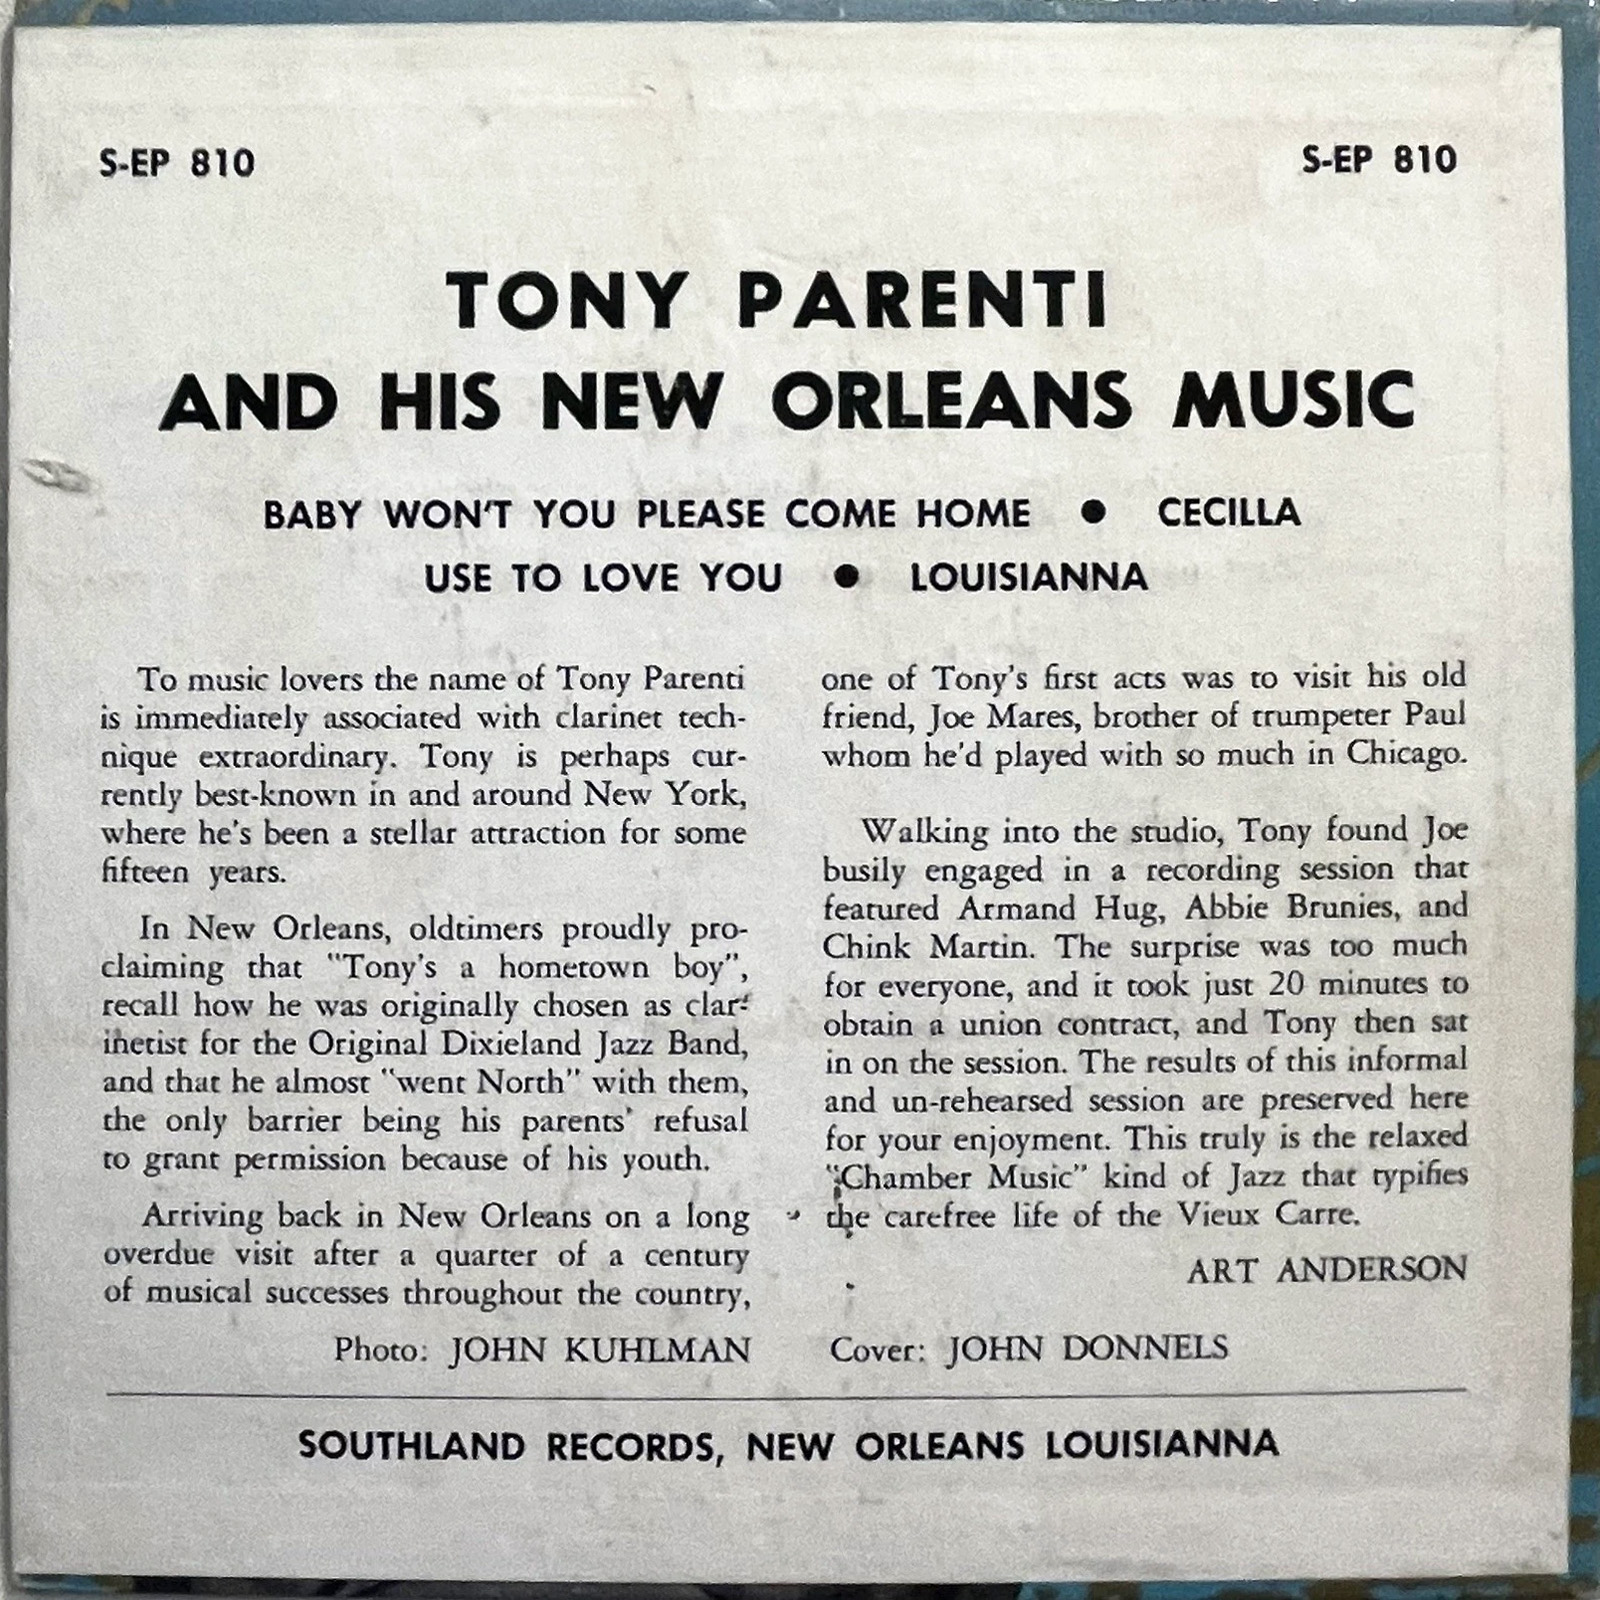 S-EP 810 S-EP 810
TONY PARENTI
AND HIS NEW ORLEANS MUSIC
BABY WON'T YOU PLEASE COME HOME ● CECILLA
USE TO LOVE YOU ● LOUISIANNA
To music lovers the name of Tony Parenti
is immediately associated with clarinet tech-
nique extraordinary. Tony is perhaps cur-
rently best-known in and around New York,
where he's been a stellar attraction for some
fifteen years.
In New Orleans, oldtimers proudly pro-
claiming that "Tony's a hometown boy",
recall how he was originally chosen as clar-
inetist for the Original Dixieland Jazz Band,
and that he almost "went North" with them,
the only barrier being his parents' refusal
to grant permission because of his youth.
Arriving back in New Orleans on a long
overdue visit after a quarter of a century
of musical successes throughout the country,
Photo: JOHN KUHLMAN
one of Tony's first acts was to visit his old
friend, Joe Mares, brother of trumpeter Paul
whom he'd played with so much in Chicago.
Walking into the studio, Tony found Joe
busily engaged in a recording session that
featured Armand Hug, Abbie Brunies, and
Chink Martin. The surprise was too much
for everyone, and it took just 20 minutes to
obtain a union contract, and Tony then sat
in on the session. The results of this informal
and un-rehearsed session are preserved here
for your enjoyment. This truly is the relaxed
"Chamber Music" kind of Jazz that typifies
the carefree life of the Vieux Carre.
ART ANDERSON
Cover: JOHN DONNELS
SOUTHLAND RECORDS, NEW ORLEANS LOUISIANNA